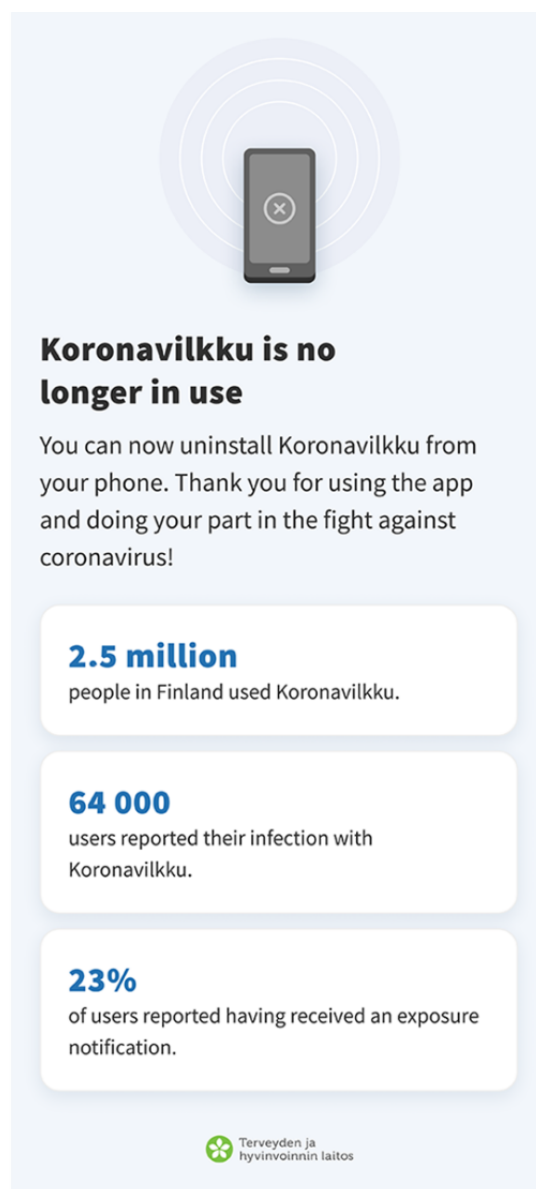 Koronavilkku is no
longer in use
You can now uninstall Koronavilkku from
your phone. Thank you for using the app
and doing your part in the fight against
coronavirus!
2.5 million
people in Finland used Koronavilkku.
64 000
users reported their infection with
Koronavilkku.
23%
of users reported having received an exposure
notification.
Terveyden ja
hyvinvoinnin laitos